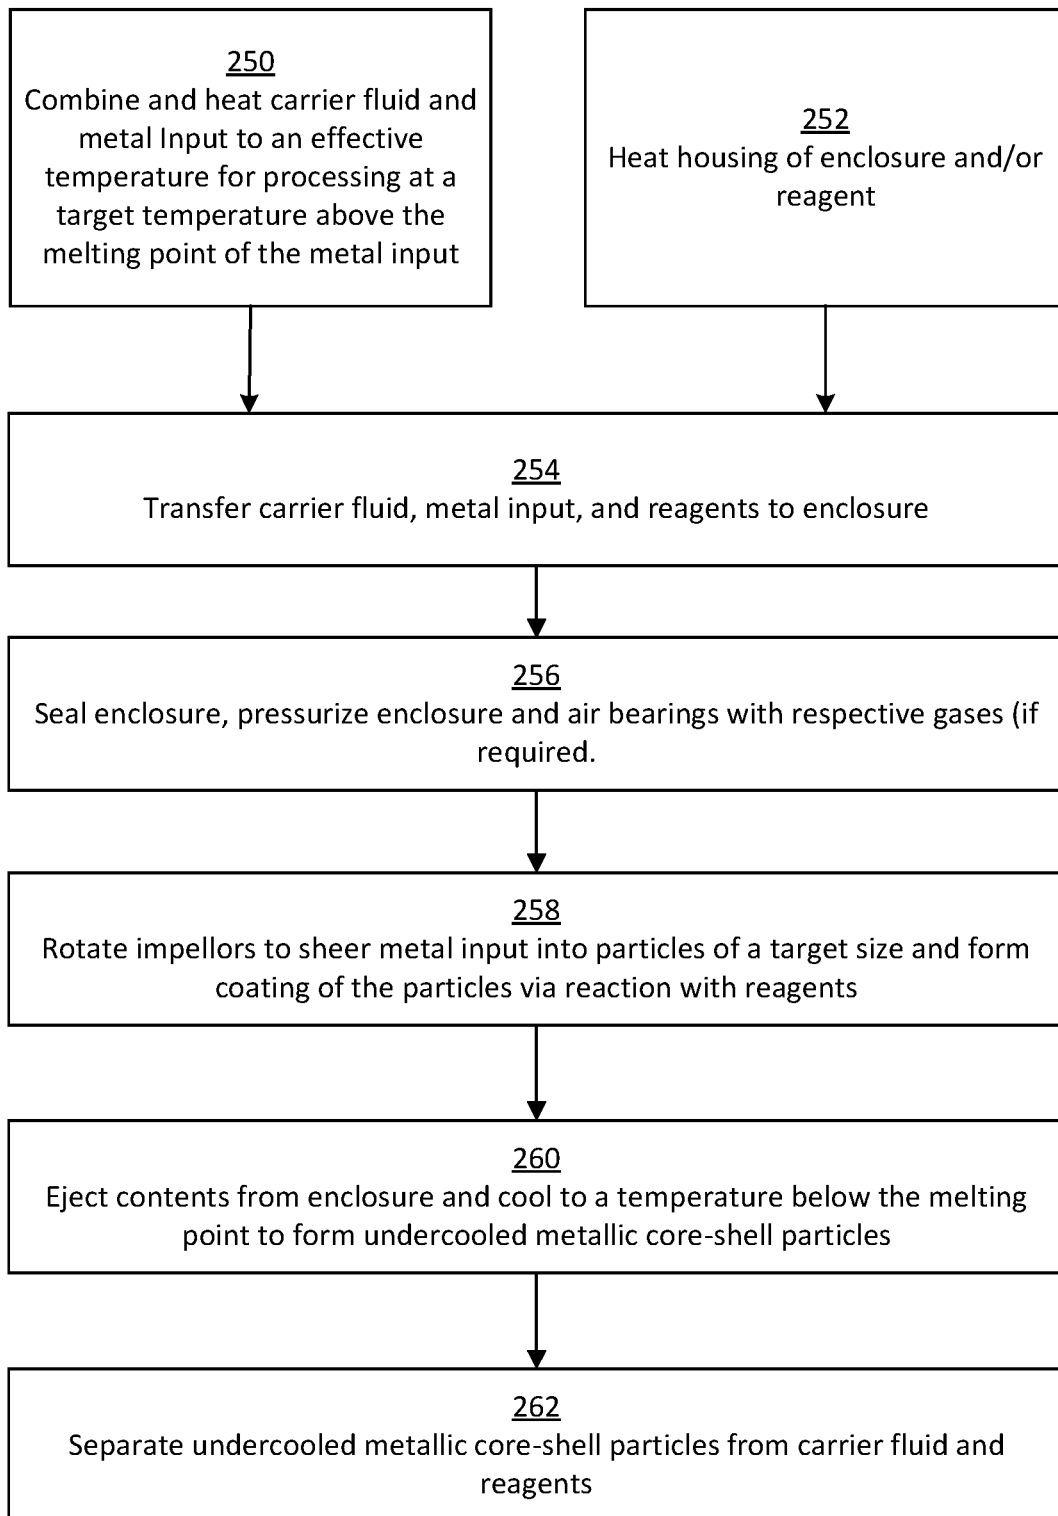 250
Combine and heat carrier fluid and
metal Input to an effective
temperature for processing at a
target temperature above the
melting point of the metal input
252
Heat housing of enclosure and/or
reagent
254
Transfer carrier fluid, metal input, and reagents to enclosure
256
Seal enclosure, pressurize enclosure and air bearings with respective gases (if
required.
258
Rotate impellors to sheer metal input into particles of a target size and form
coating of the particles via reaction with reagents
260
Eject contents from enclosure and cool to a temperature below the melting
point to form undercooled metallic core-shell particles
262
Separate undercooled metallic core-shell particles from carrier fluid and
reagents